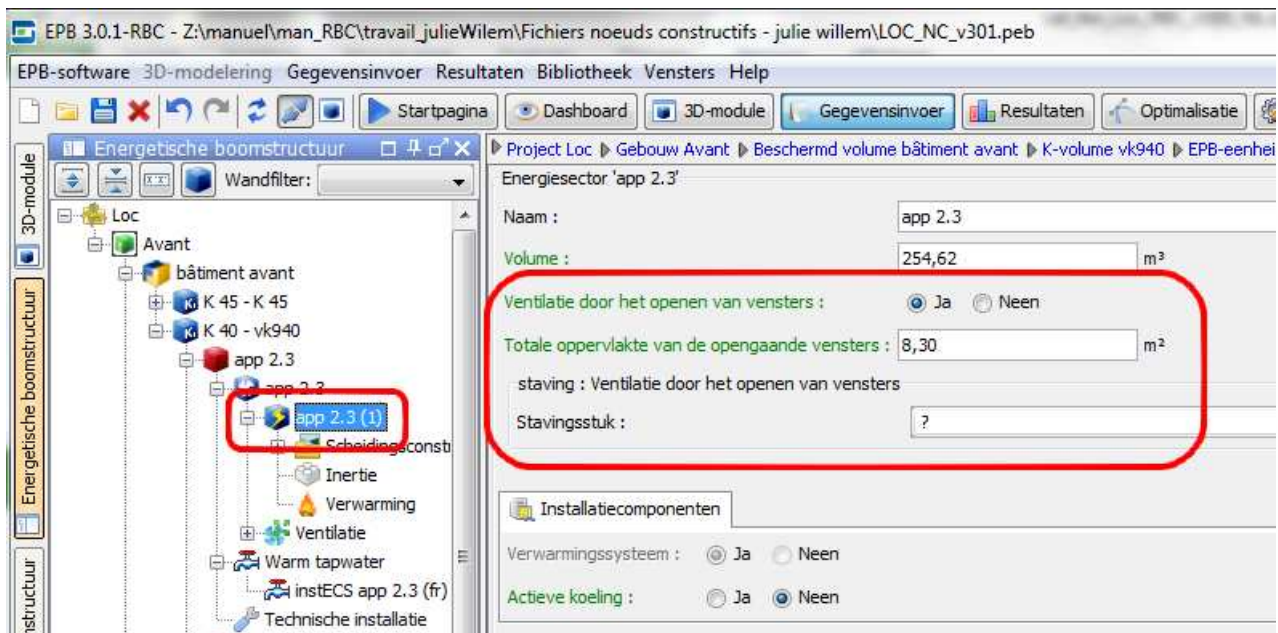 EPB 3.0.1-RBC - Z:\manuel\man_RBC\travail_julieWilem\Fichiers noeuds constructifs - julie willem\LOC_NC_v301.peb
EPB-software 3D-modelering Gegevensinvoer Resultaten Bibliotheek Vensters Help
Startpagina Dashboard 3D-module Gegevensinvoer Resultaten Optimalisatie
3D-module
Energetische boomstructuur
Energetische boomstructuur
Wandfilter:
Loc
Avant
bâtiment avant
K 45 - K 45
K 40 - vk940
app 2.3
app 2.3
app 2.3 (1)
Scheidingsconstr
Inertie
Verwarming
Ventilatie
Warm tapwater
instECS app 2.3 (fr)
Technische installatie
Project Loc Gebouw Avant Beschermd volume bâtiment avant K-volume vk940 EPB-eenhei
Energiesector 'app 2.3'
Naam : app 2.3
Volume : 254,62 m³
Ventilatie door het openen van vensters : Ja Neen
Totale oppervlakte van de opengaande vensters : 8,30 m²
staving : Ventilatie door het openen van vensters
Stavingsstuk : ?
Installatiecomponenten
Verwarmingssysteem : Ja Neen
Actieve koeling : Ja Neen